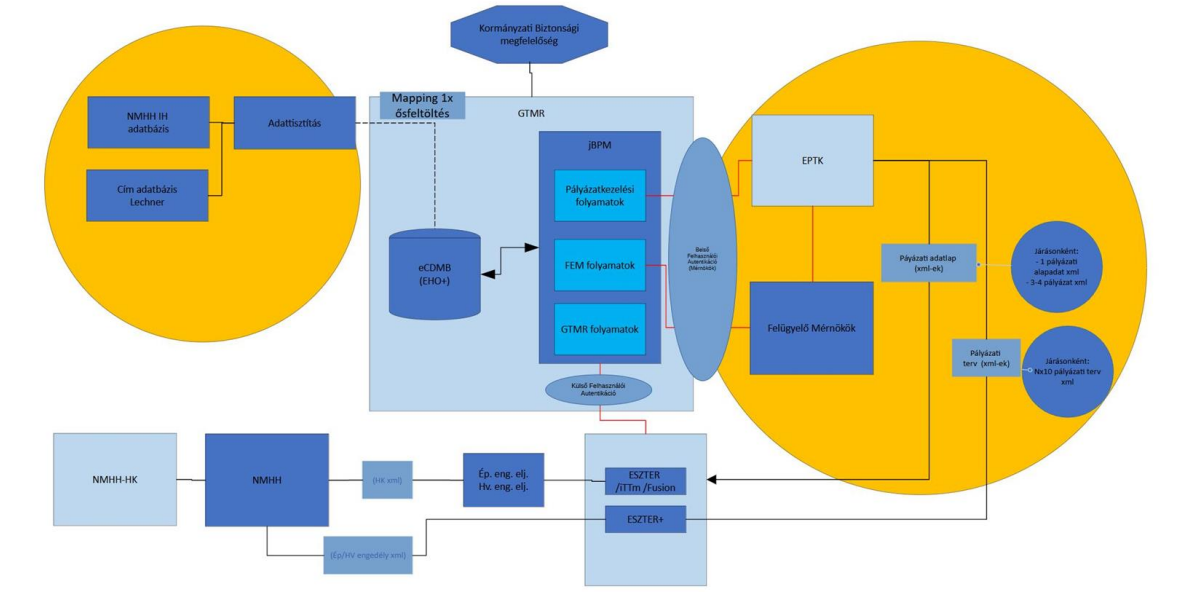 Kormányzati Biztonsági
megfelelőség
NMHH IH
adatbázis
Adattisztítás
Cím adatbázis
Lechner
Mapping 1x
ősfeltöltés
GTMR
jBPM
Pályázatkezelési
folyamatok
FEM folyamatok
GTMR folyamatok
eCDMB
(EHO+)
Belső
Felhasználói
Autentikáció
(Mérnökök)
Külső Felhasználói
Autentikáció
EPTK
Felügyelő Mérnökök
Páyázati adatlap
(xml-ek)
Járásonként:
- 1 pályázati
alapadat xml
- 3-4 pályázat xml
Pályázati
terv (xml-ek)
Járásonként:
Nx10 pályázati terv
xml
NMHH-HK
NMHH
(HK xml)
Ép. eng. elj.
Hv. eng. elj.
ESZTER
/iTTm /Fusion
ESZTER+
(Ép/HV engedély xml)